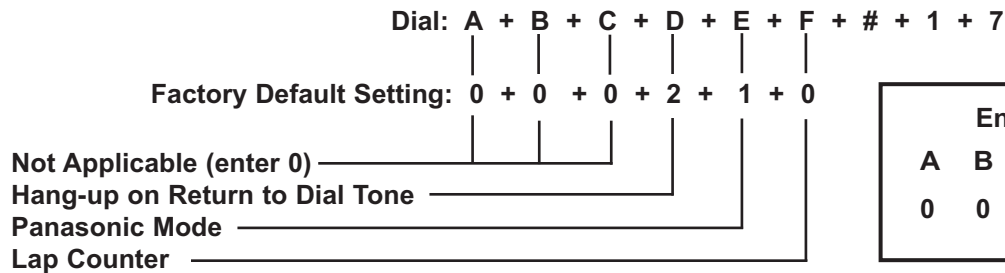 Dial: A + B + C + D + E + F + # + 1 + 7
Factory Default Setting: 0 + 0 + 0 + 2 + 1 + 0
En
A B
0 0
Not Applicable (enter 0)
Hang-up on Return to Dial Tone
Panasonic Mode
Lap Counter